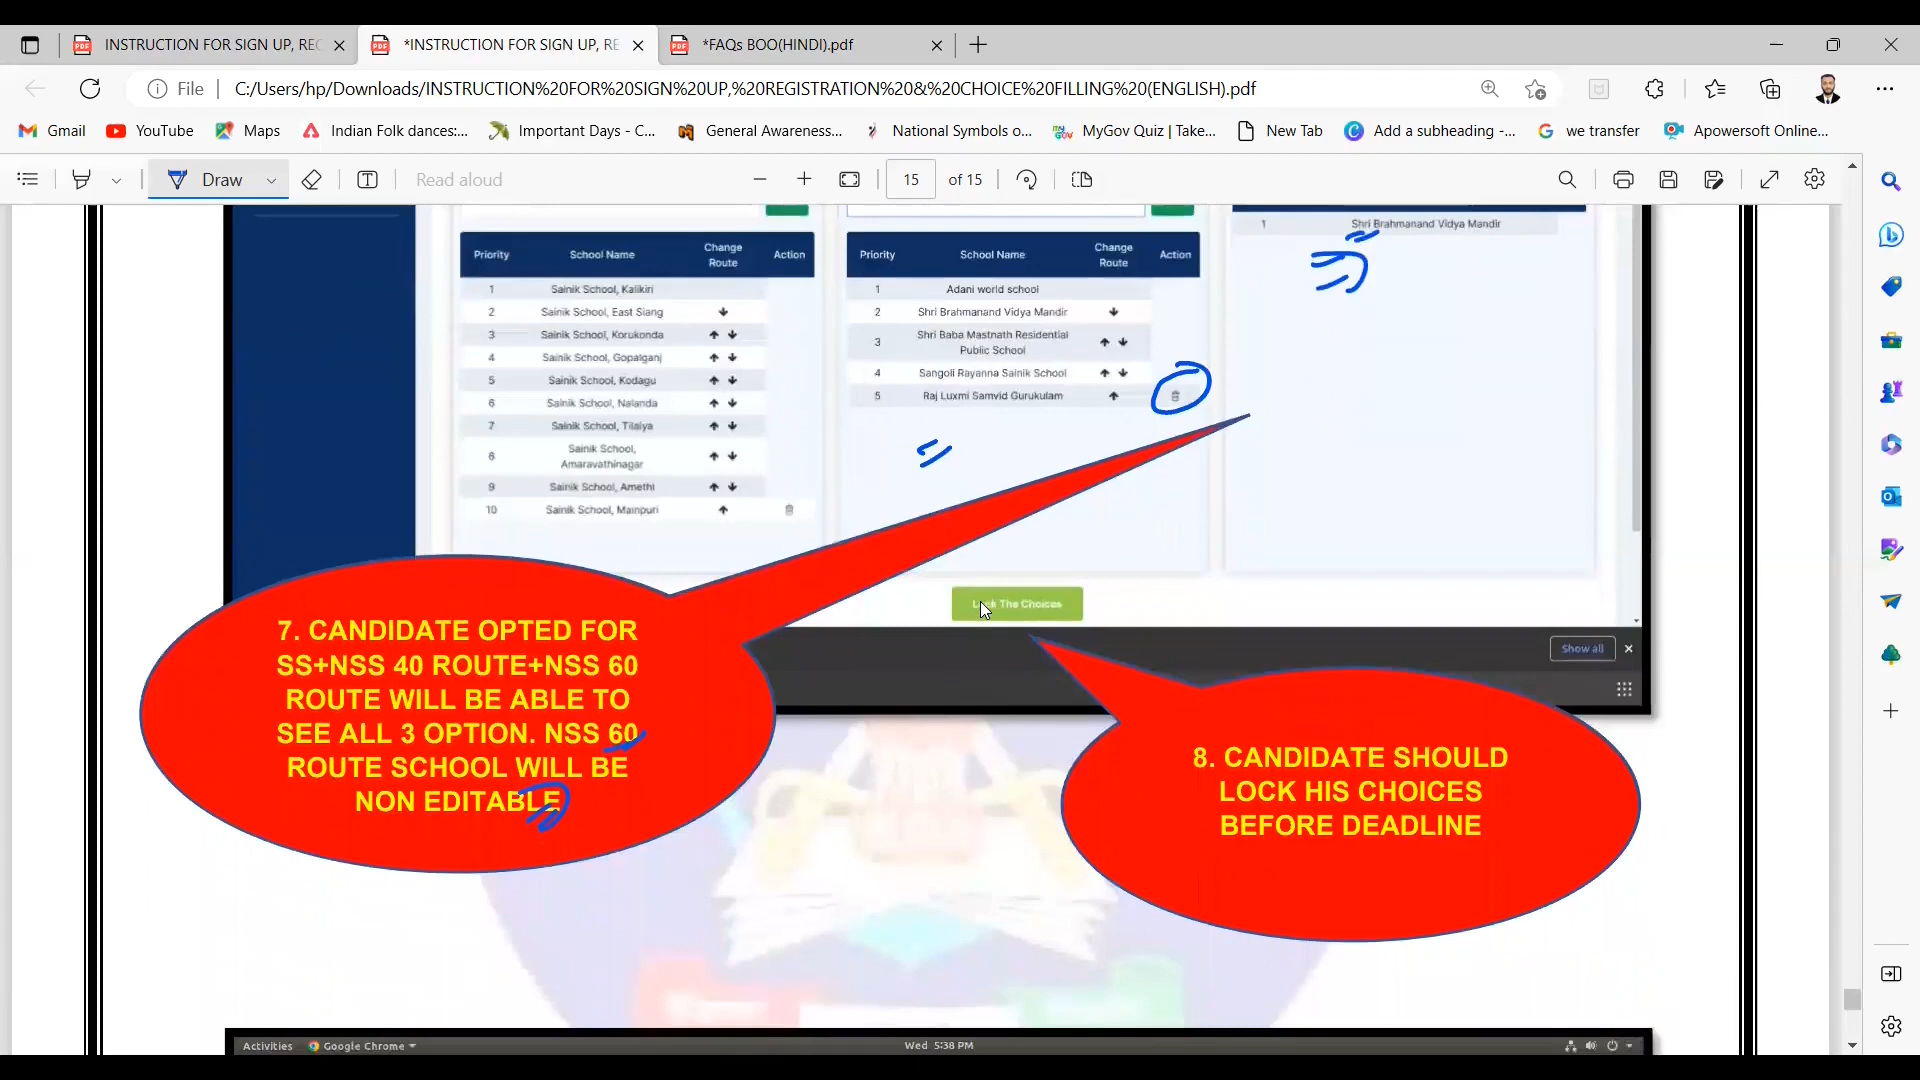 INSTRUCTION FOR SIGN UP, REC
*INSTRUCTION FOR SIGN UP, RE
*FAQs BOO(HINDI).pdf
File
C:/Users/hp/Downloads/INSTRUCTION%20FOR%20SIGN%20UP,%20REGISTRATION%20&%20CHOICE%20FILLING%20(ENGLISH).pdf
Gmail
YouTube
Maps
Indian Folk dances:...
Important Days - C...
General Awareness...
National Symbols o...
MyGov Quiz | Take...
New Tab
Add a subheading -...
we transfer
Apowersoft Online...
Draw
Read aloud
15 of 15
Priority School Name Change Route Action
1 Sainik School, Kalikiri
2 Sainik School, East Siang
3 Sainik School, Korukonda
4 Sainik School, Gopalganj
5 Sainik School, Kodagu
6 Sainik School, Nalanda
7 Sainik School, Tilaiya
8 Sainik School, Amaravathinagar
9 Sainik School, Amethi
10 Sainik School, Mainpuri
Priority School Name Change Route Action
1 Adani world school
2 Shri Brahmanand Vidya Mandir
3 Shri Baba Mastnath Residential
Public School
4 Sangoli Rayanna Sainik School
5 Raj Luxmi Samvid Gurukulam
1 Shri Brahmanand Vidya Mandir
Lock The Choices
Show all
7. CANDIDATE OPTED FOR
SS+NSS 40 ROUTE+NSS 60
ROUTE WILL BE ABLE TO
SEE ALL 3 OPTION. NSS 60
ROUTE SCHOOL WILL BE
NON EDITABLE
8. CANDIDATE SHOULD
LOCK HIS CHOICES
BEFORE DEADLINE
Activities Google Chrome
Wed 5:38 PM